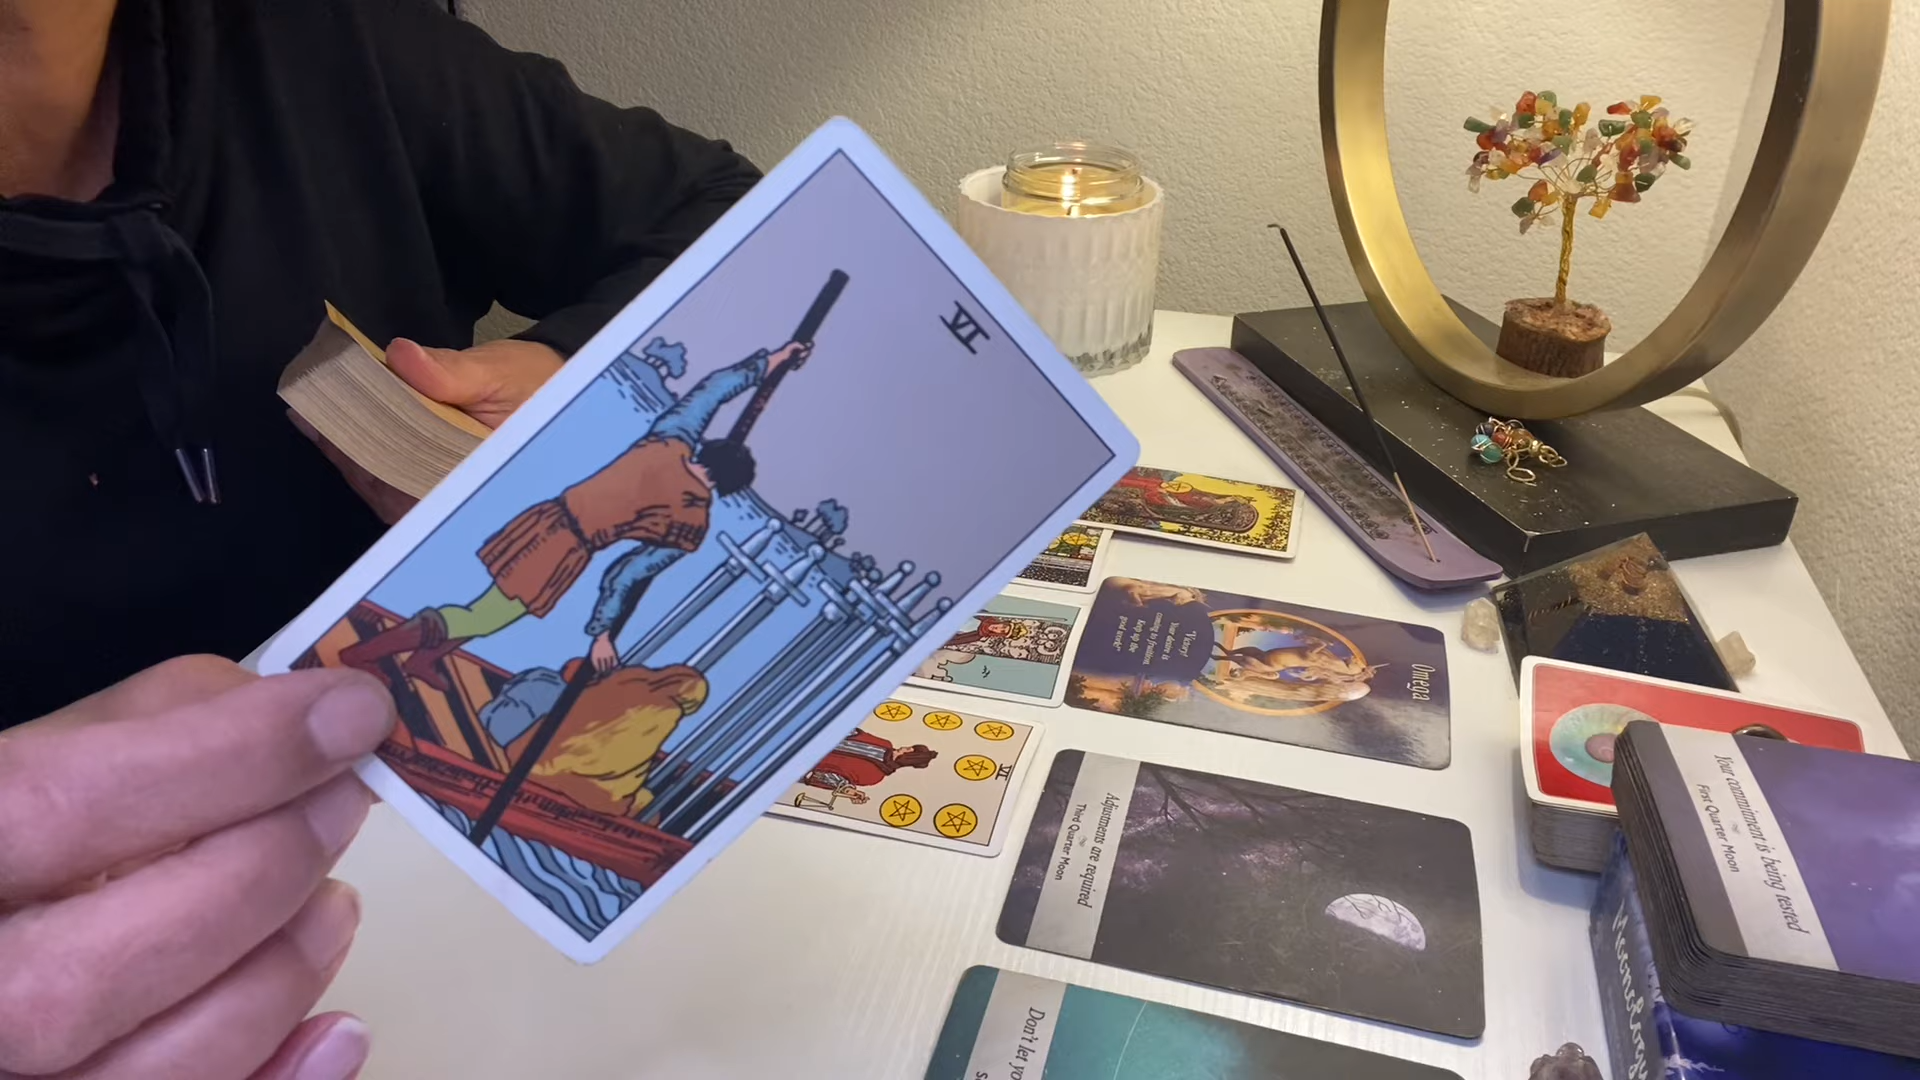 VI
Omega
"Victory!
Your desire is
coming to fruition.
Keep up the
good work!"
VI
Adjustments are required
Third Quarter Moon
Your commitment is being tested
First Quarter Moon
Moonology
Don't let yo